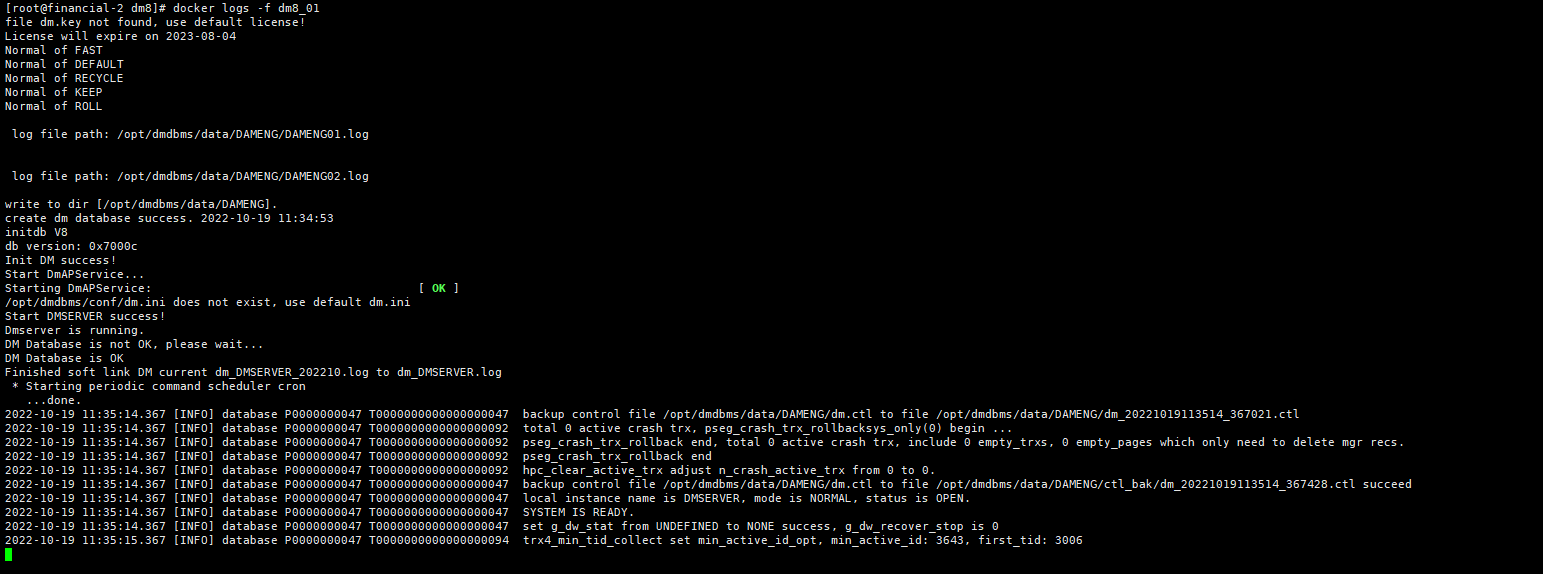 [root@financial-2 dm8]# docker logs -f dm8_01
file dm.key not found, use default license!
License will expire on 2023-08-04
Normal of FAST
Normal of DEFAULT
Normal of RECYCLE
Normal of KEEP
Normal of ROLL
log file path: /opt/dmdbms/data/DAMENG/DAMENG01.log
log file path: /opt/dmdbms/data/DAMENG/DAMENG02.log
write to dir [/opt/dmdbms/data/DAMENG].
create dm database success. 2022-10-19 11:34:53
initdb V8
db version: 0x7000c
Init DM success!
Start DmAPService...
Starting DmAPService: [ OK ]
/opt/dmdbms/conf/dm.ini does not exist, use default dm.ini
Start DMSERVER success!
Dmserver is running.
DM Database is not OK, please wait...
DM Database is OK
Finished soft link DM current dm_DMSERVER_202210.log to dm_DMSERVER.log
* Starting periodic command scheduler cron
...done.
2022-10-19 11:35:14.367 [INFO] database P0000000047 T0000000000000000047 backup control file /opt/dmdbms/data/DAMENG/dm.ctl to file /opt/dmdbms/data/DAMENG/dm_20221019113514_367021.ctl
2022-10-19 11:35:14.367 [INFO] database P0000000047 T0000000000000000092 total 0 active crash trx, pseg_crash_trx_rollbacksys_only(0) begin ...
2022-10-19 11:35:14.367 [INFO] database P0000000047 T0000000000000000092 pseg_crash_trx_rollback end, total 0 active crash trx, include 0 empty_trxs, 0 empty_pages which only need to delete mgr recs.
2022-10-19 11:35:14.367 [INFO] database P0000000047 T0000000000000000092 pseg_crash_trx_rollback end
2022-10-19 11:35:14.367 [INFO] database P0000000047 T0000000000000000092 hpc_clear_active_trx adjust n_crash_active_trx from 0 to 0.
2022-10-19 11:35:14.367 [INFO] database P0000000047 T0000000000000000047 backup control file /opt/dmdbms/data/DAMENG/dm.ctl to file /opt/dmdbms/data/DAMENG/ctl_bak/dm_20221019113514_367428.ctl succeed
2022-10-19 11:35:14.367 [INFO] database P0000000047 T0000000000000000047 local instance name is DMSERVER, mode is NORMAL, status is OPEN.
2022-10-19 11:35:14.367 [INFO] database P0000000047 T0000000000000000047 SYSTEM IS READY.
2022-10-19 11:35:14.367 [INFO] database P0000000047 T0000000000000000047 set g_dw_stat from UNDEFINED to NONE success, g_dw_recover_stop is 0
2022-10-19 11:35:15.367 [INFO] database P0000000047 T0000000000000000094 trx4_min_tid_collect set min_active_id_opt, min_active_id: 3643, first_tid: 3006